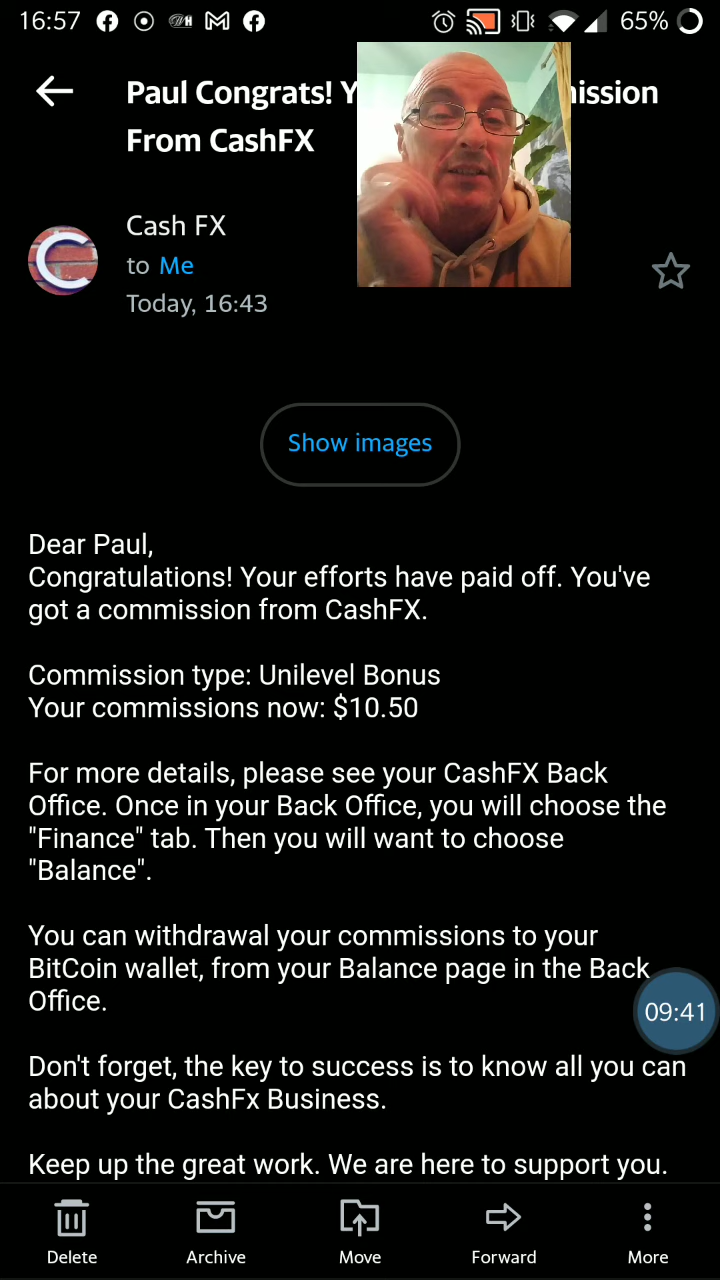 16:57
65%
Paul Congrats! Y ission
From CashFX
Cash FX
to Me
Today, 16:43
Show images
Dear Paul,
Congratulations! Your efforts have paid off. You've
got a commission from CashFX.
Commission type: Unilevel Bonus
Your commissions now: $10.50
For more details, please see your CashFX Back
Office. Once in your Back Office, you will choose the
"Finance" tab. Then you will want to choose
"Balance".
You can withdrawal your commissions to your
BitCoin wallet, from your Balance page in the Back
Office.
09:41
Don't forget, the key to success is to know all you can
about your CashFx Business.
Keep up the great work. We are here to support you.
Delete
Archive
Move
Forward
More